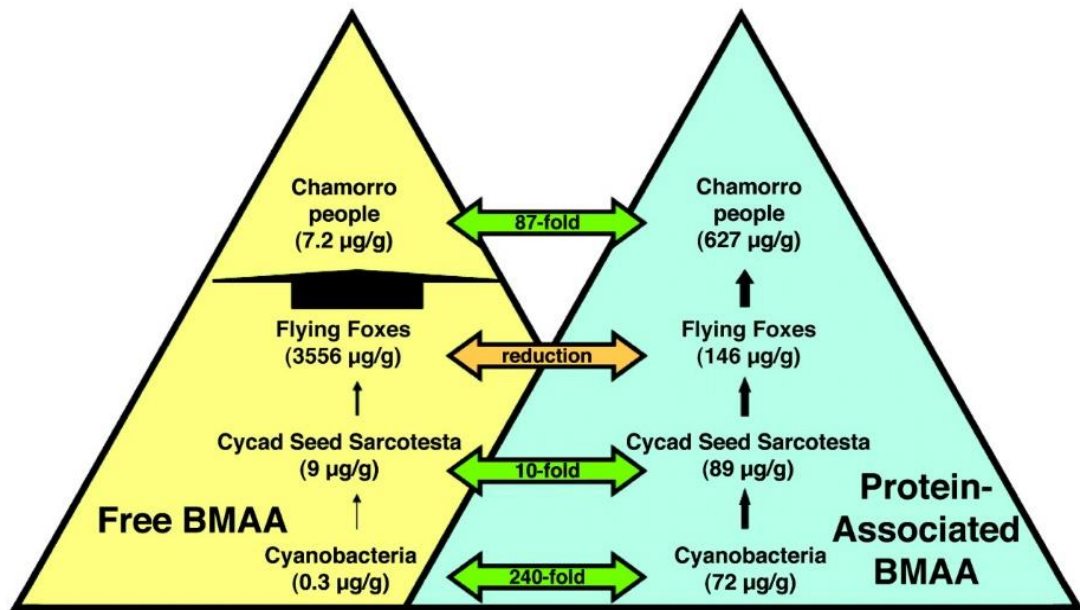 Chamorro
people
(7.2 µg/g)
87-fold
Chamorro
people
(627 µg/g)
Flying Foxes
(3556 µg/g)
reduction
Flying Foxes
(146 µg/g)
Cycad Seed Sarcotesta
(9 µg/g)
10-fold
Cycad Seed Sarcotesta
(89 µg/g)
Free BMAA
Protein-
Associated
BMAA
Cyanobacteria
(0.3 µg/g)
240-fold
Cyanobacteria
(72 µg/g)